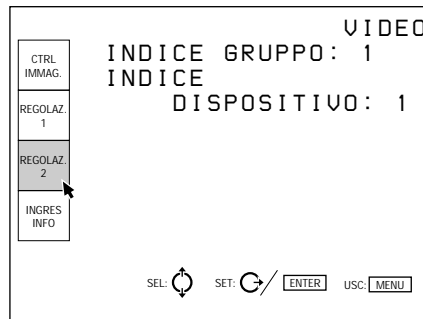 VIDEO
INDICE GRUPPO: 1
INDICE
DISPOSITIVO: 1
CTRL
IMMAG.
REGOLAZ.
1
REGOLAZ.
2
INGRES
INFO
SEL: SET: ENTER USC: MENU